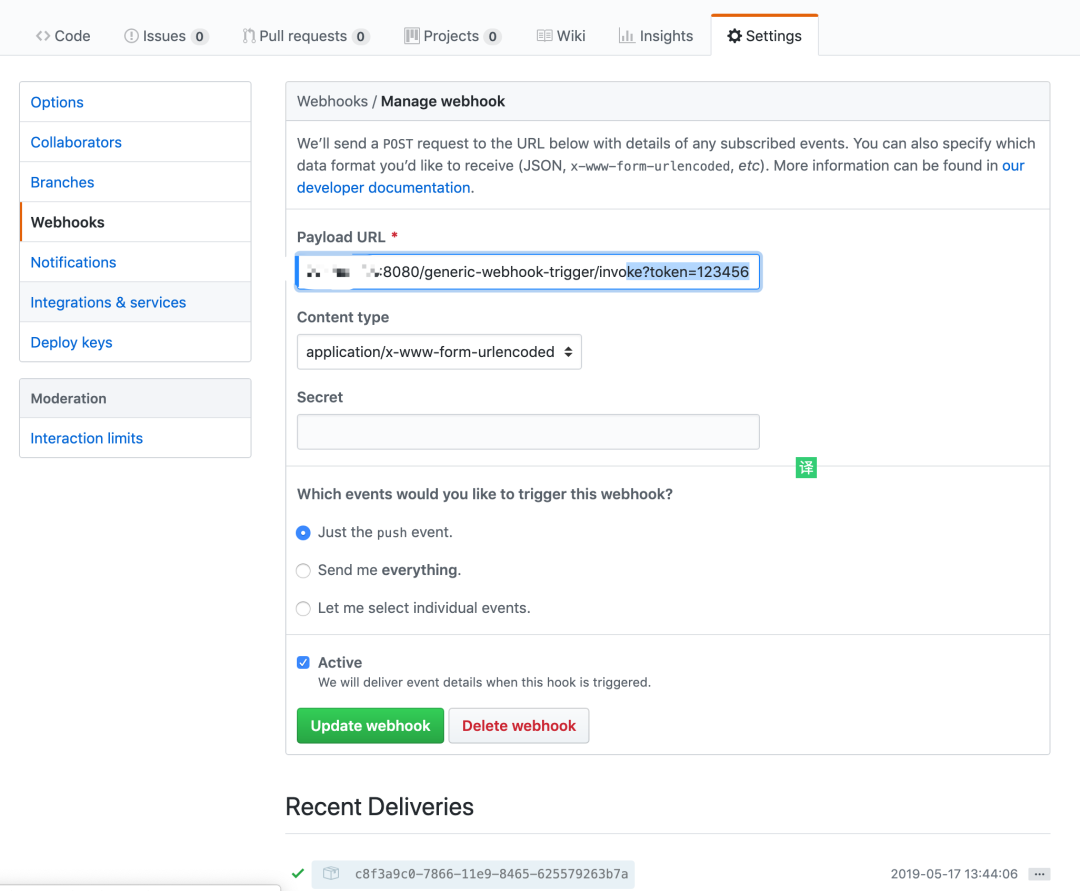 Code Issues 0 Pull requests 0 Projects 0 Wiki Insights Settings
Options
Collaborators
Branches
Webhooks
Notifications
Integrations & services
Deploy keys
Moderation
Interaction limits
Webhooks / Manage webhook
We’ll send a POST request to the URL below with details of any subscribed events. You can also specify which
data format you’d like to receive (JSON, x-www-form-urlencoded, etc). More information can be found in our
developer documentation.
Payload URL *
:8080/generic-webhook-trigger/invoke?token=123456
Content type
application/x-www-form-urlencoded
Secret
译
Which events would you like to trigger this webhook?
Just the push event.
Send me everything.
Let me select individual events.
Active
We will deliver event details when this hook is triggered.
Update webhook Delete webhook
Recent Deliveries
c8f3a9c0-7866-11e9-8465-625579263b7a 2019-05-17 13:44:06 ...